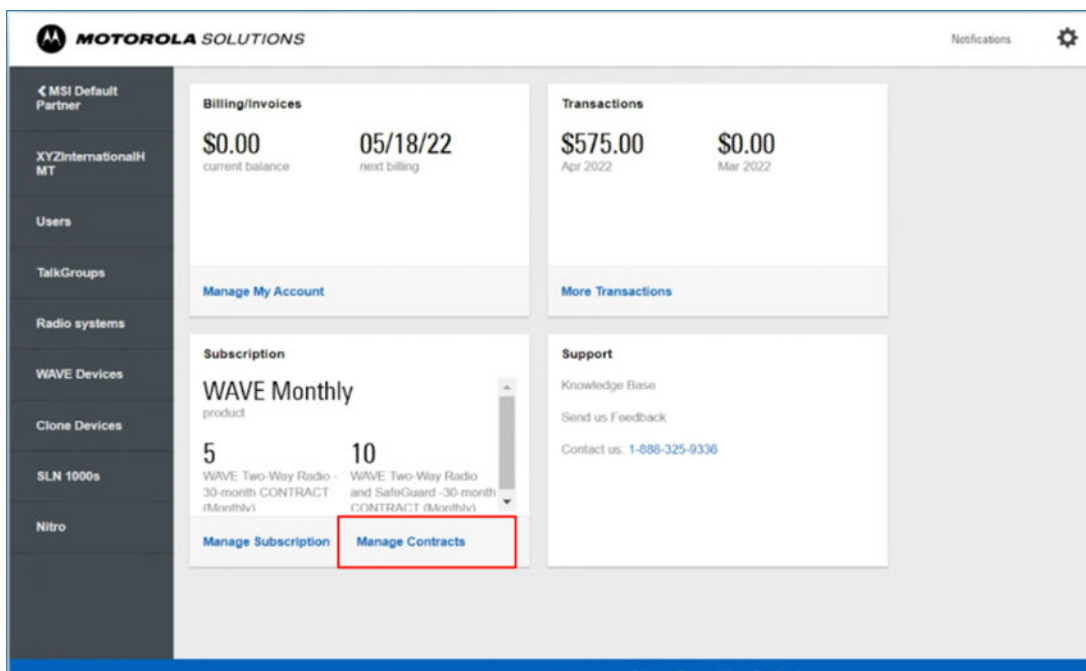 MOTOROLA SOLUTIONS
Notifications
MSI Default
Partner
XYZInternationalH
MT
Users
TalkGroups
Radio systems
WAVE Devices
Clone Devices
SLN 1000s
Nitro
Billing/Invoices
$0.00
current balance
05/18/22
next billing
Manage My Account
Transactions
$575.00
Apr 2022
$0.00
Mar 2022
More Transactions
Subscription
WAVE Monthly
product
5
WAVE Two-Way Radio -
30-month CONTRACT
(Monthly)
10
WAVE Two-Way Radio
and SafeGuard -30-month
CONTRACT (Monthly)
Manage Subscription
Manage Contracts
Support
Knowledge Base
Send us Feedback
Contact us: 1-888-325-9336